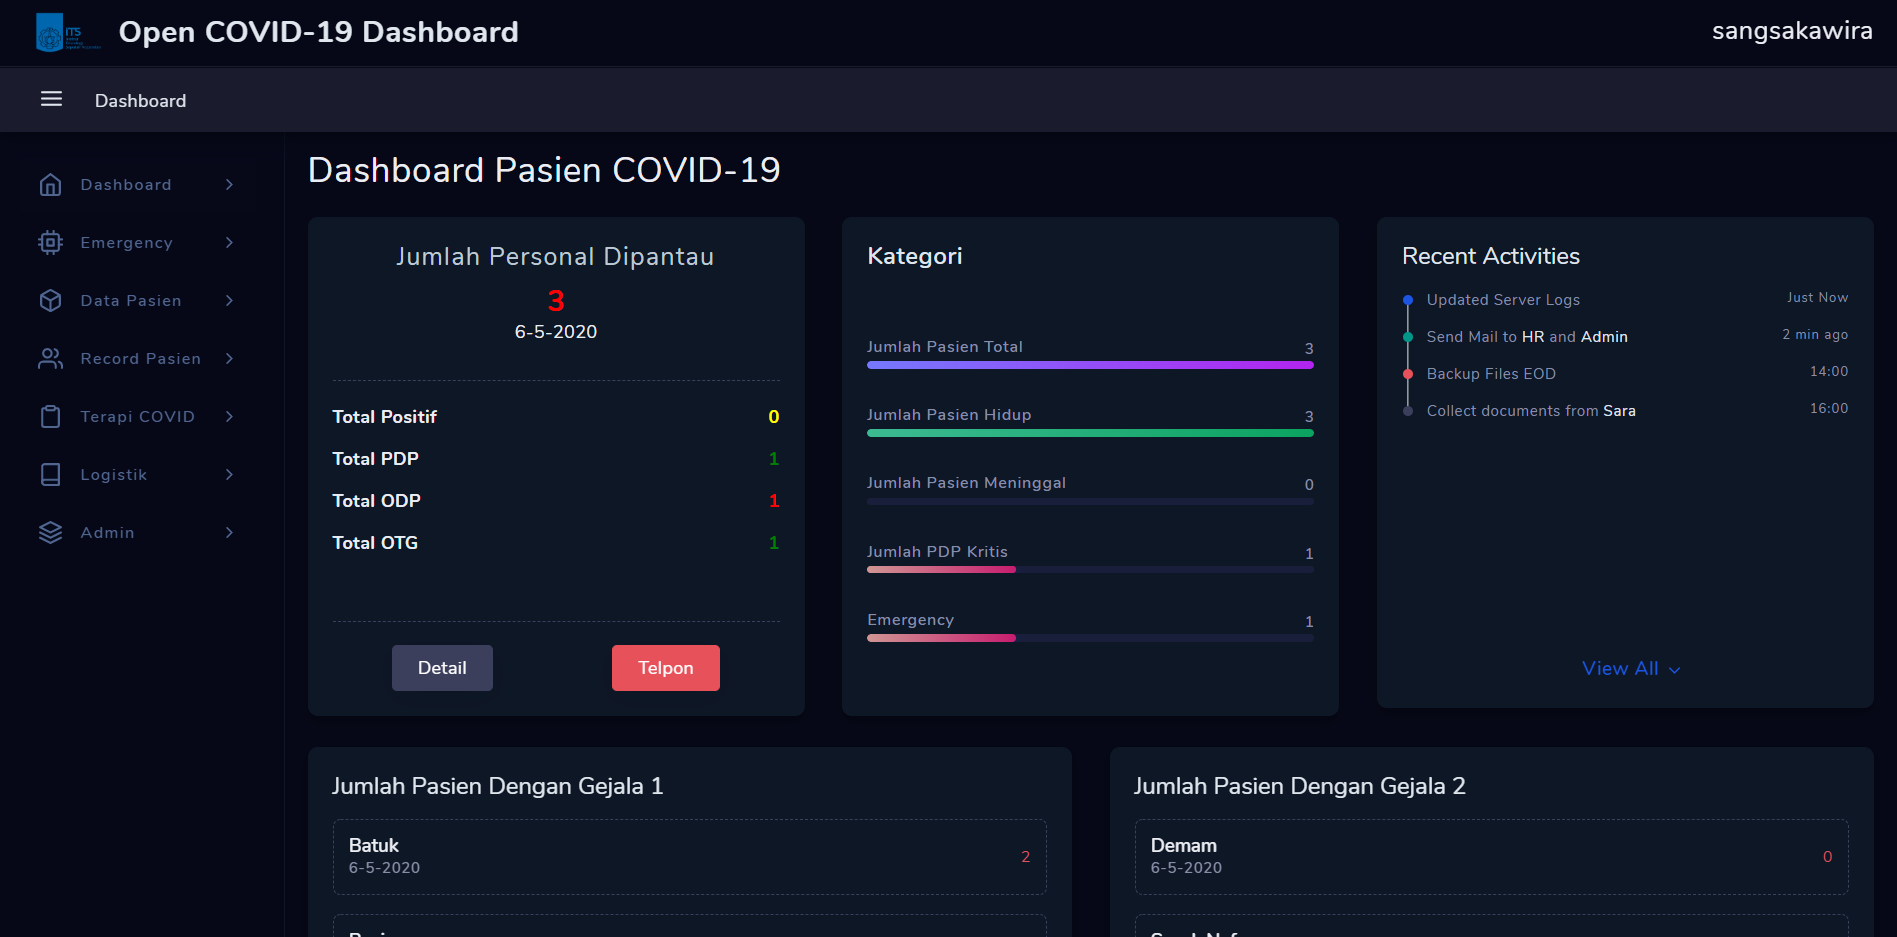 ITS
Open COVID-19 Dashboard
sangsakawira
Dashboard
Dashboard
Emergency
Data Pasien
Record Pasien
Terapi COVID
Logistik
Admin
Dashboard Pasien COVID-19
Jumlah Personal Dipantau
3
6-5-2020
Total Positif 0
Total PDP 1
Total ODP 1
Total OTG 1
Detail Telpon
Kategori
Jumlah Pasien Total 3
Jumlah Pasien Hidup 3
Jumlah Pasien Meninggal 0
Jumlah PDP Kritis 1
Emergency 1
Recent Activities
Updated Server Logs Just Now
Send Mail to HR and Admin 2 min ago
Backup Files EOD 14:00
Collect documents from Sara 16:00
View All
Jumlah Pasien Dengan Gejala 1
Batuk
6-5-2020
2
Jumlah Pasien Dengan Gejala 2
Demam
6-5-2020
0